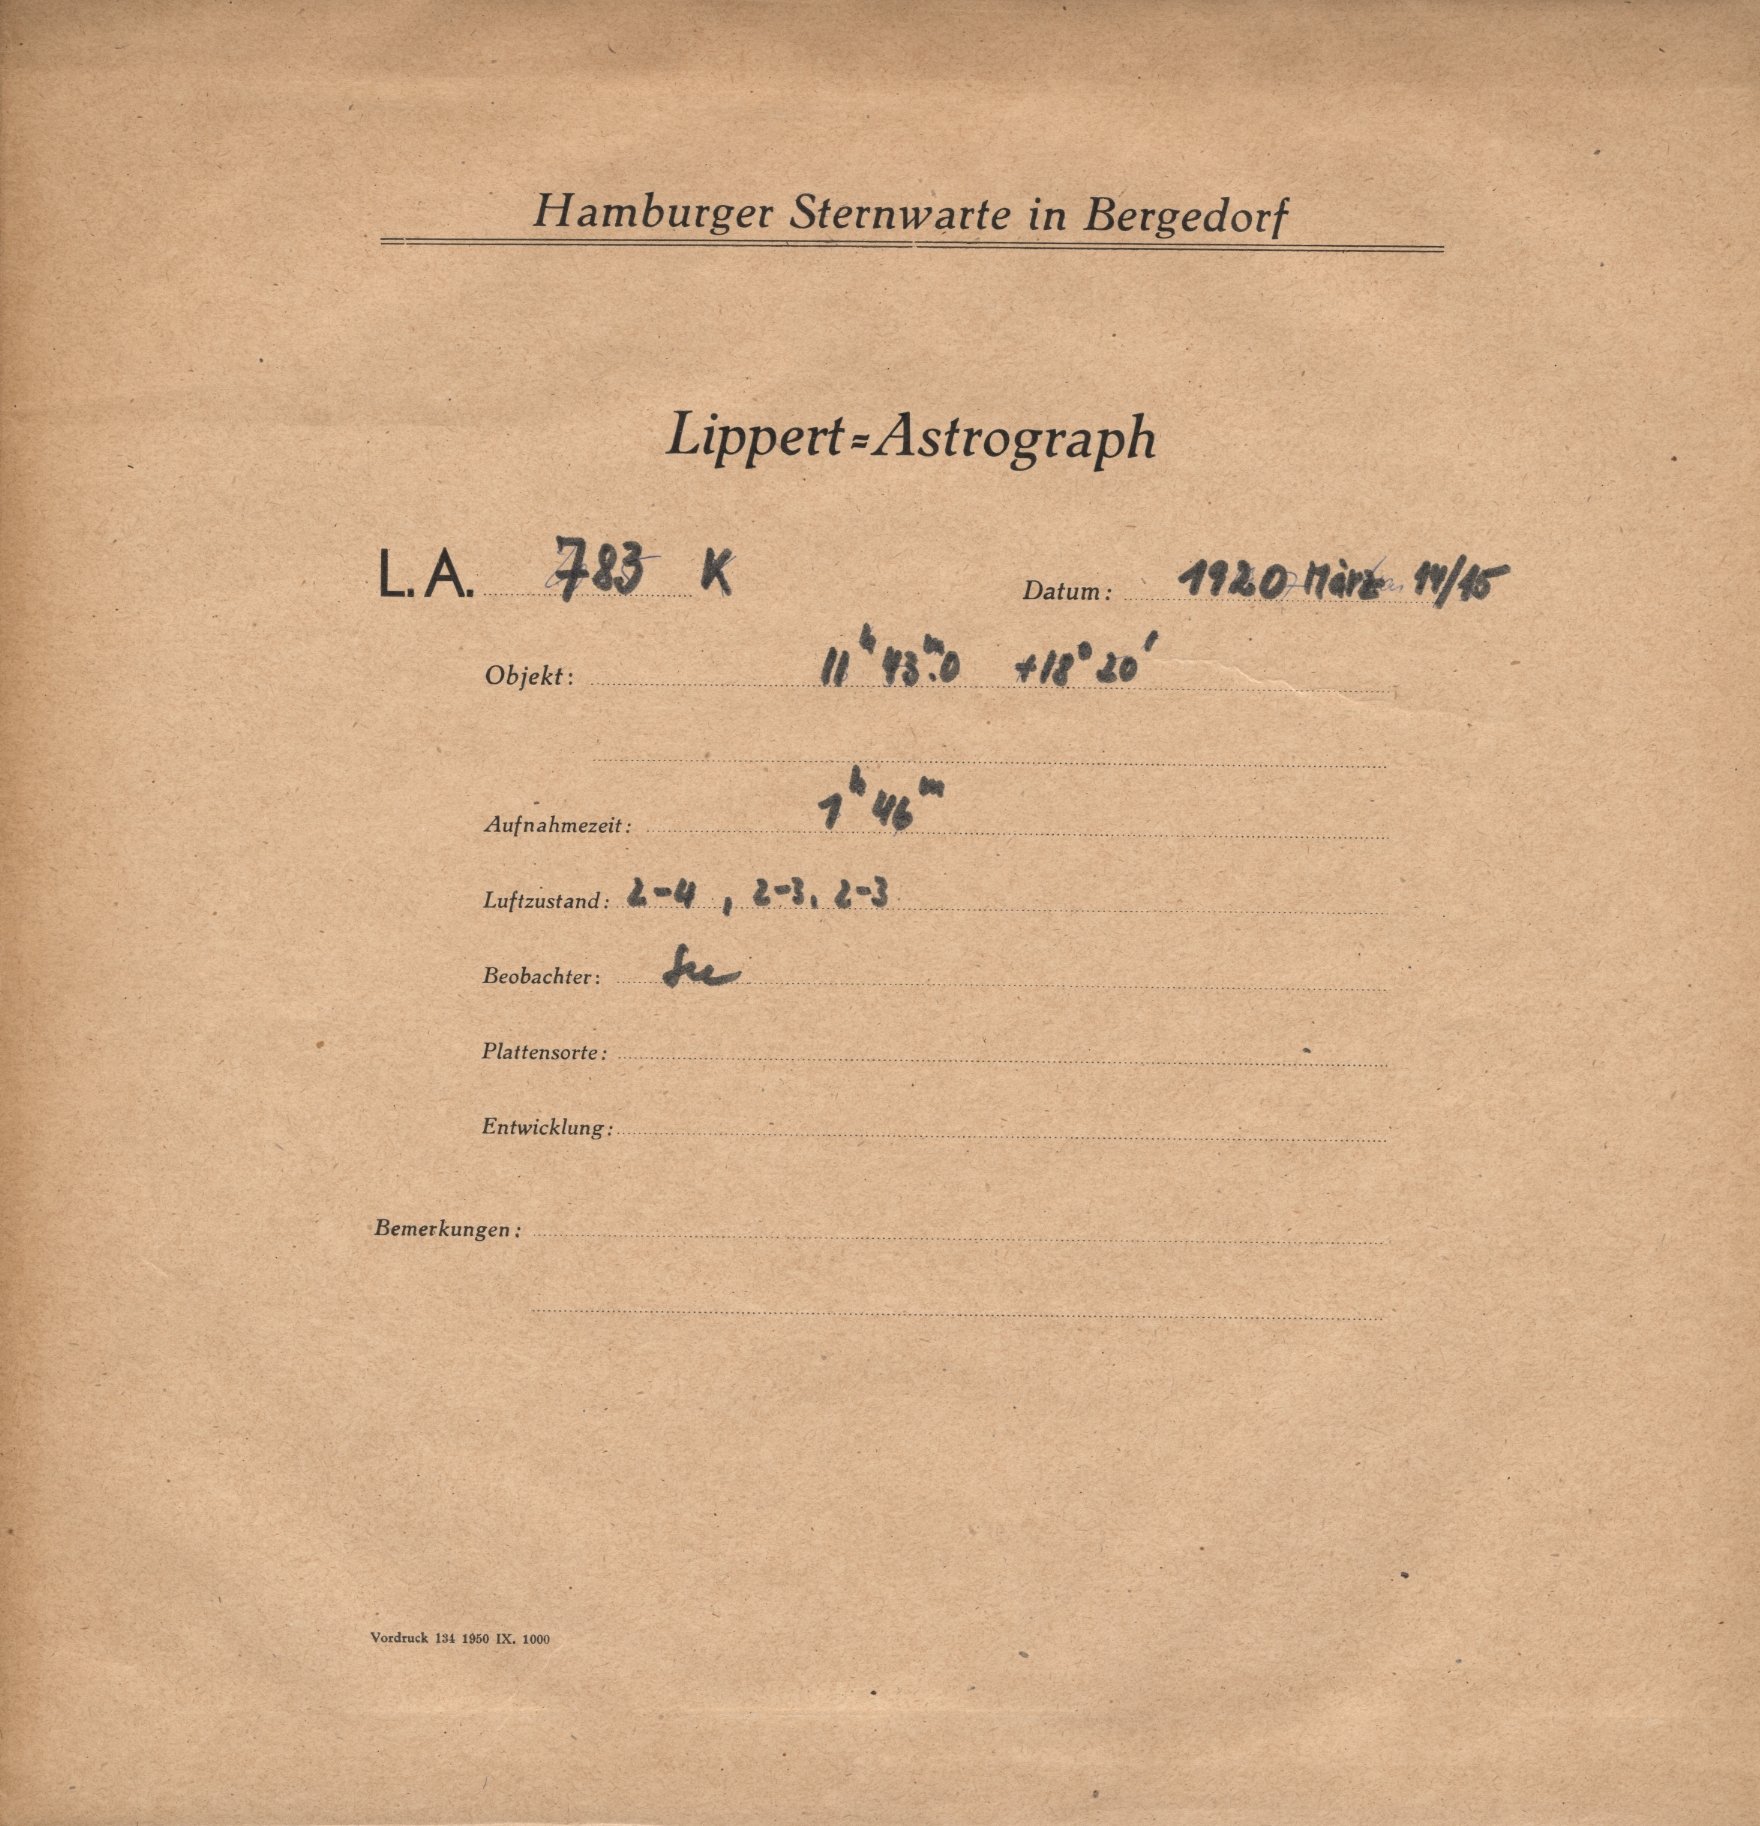 Hamburger Sternwarte in Bergedorf
Lippert=Astrograph
L. A. 783 K Datum: 1920 März 14/15
Objekt: 11ʰ 43ᵐ.0 +18° 20′
Aufnahmezeit: 1ʰ 46ᵐ
Luftzustand: 2-4, 2-3, 2-3
Beobachter:
Plattensorte:
Entwicklung:
Bemerkungen:
Vordruck 134 1950 IX. 1000